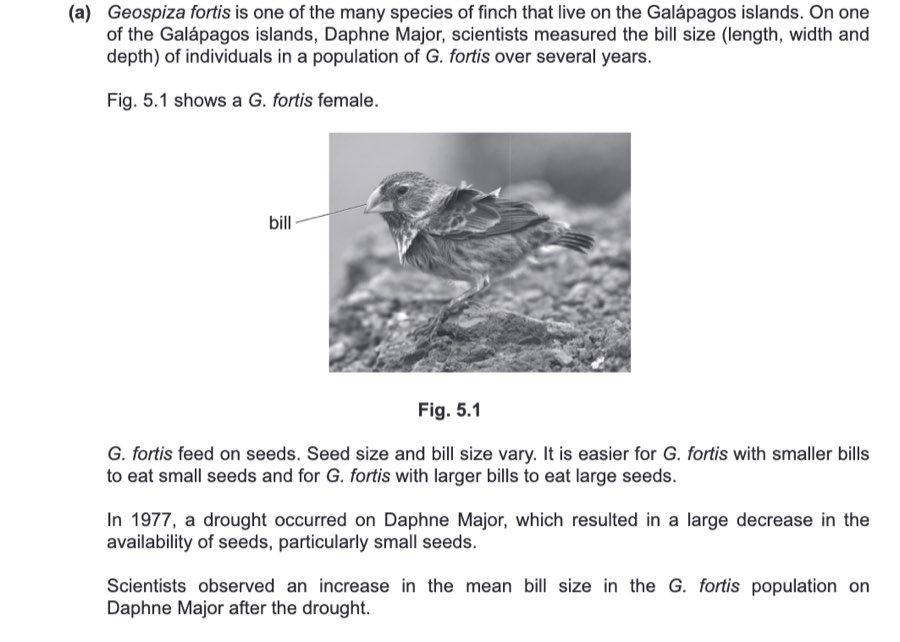 (a) Geospiza fortis is one of the many species of finch that live on the Galápagos islands. On one
of the Galápagos islands, Daphne Major, scientists measured the bill size (length, width and
depth) of individuals in a population of G. fortis over several years.
Fig. 5.1 shows a G. fortis female.
bill
Fig. 5.1
G. fortis feed on seeds. Seed size and bill size vary. It is easier for G. fortis with smaller bills
to eat small seeds and for G. fortis with larger bills to eat large seeds.
In 1977, a drought occurred on Daphne Major, which resulted in a large decrease in the
availability of seeds, particularly small seeds.
Scientists observed an increase in the mean bill size in the G. fortis population on
Daphne Major after the drought.